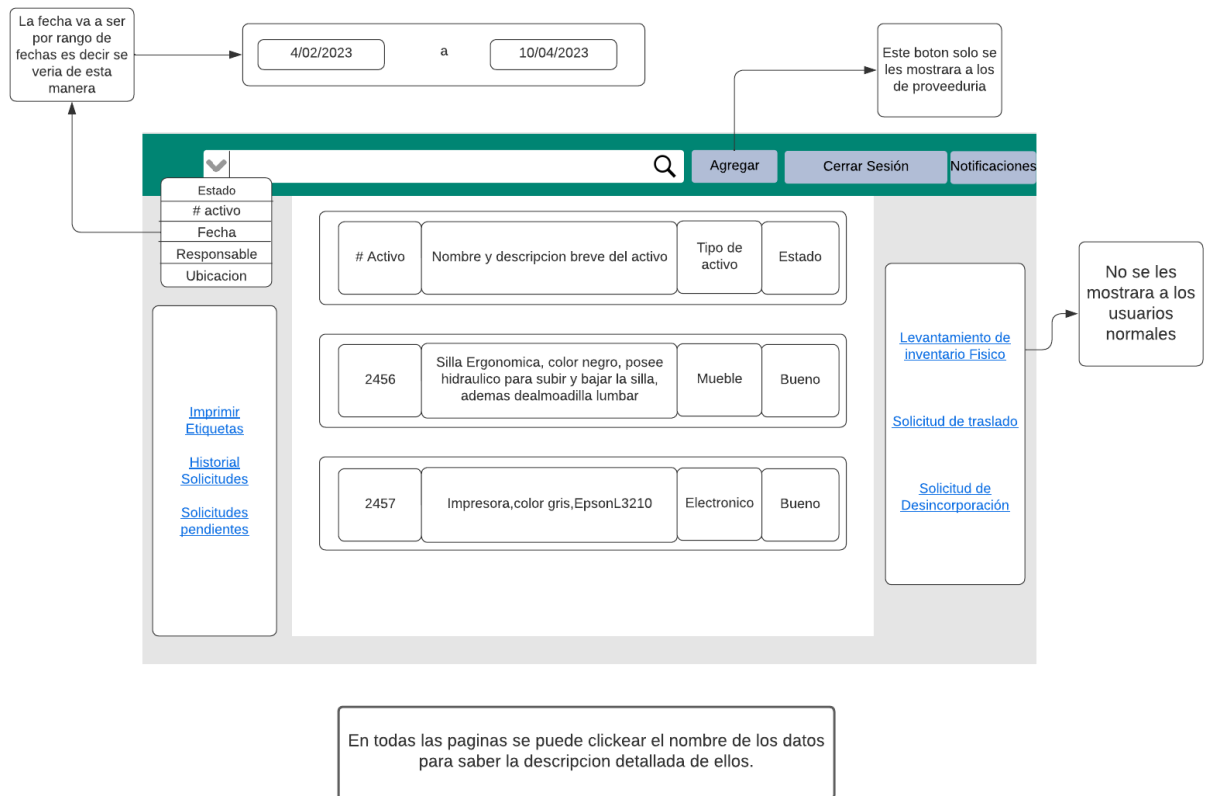 La fecha va a ser
por rango de
fechas es decir se
veria de esta
manera
4/02/2023
a
10/04/2023
Este boton solo se
les mostrara a los
de proveeduria
Agregar
Cerrar Sesión
Notificaciones
Estado
# activo
Fecha
Responsable
Ubicacion
# Activo
Nombre y descripcion breve del activo
Tipo de
activo
Estado
2456
Silla Ergonomica, color negro, posee
hidraulico para subir y bajar la silla,
ademas dealmoadilla lumbar
Mueble
Bueno
2457
Impresora,color gris,EpsonL3210
Electronico
Bueno
Imprimir
Etiquetas
Historial
Solicitudes
Solicitudes
pendientes
Levantamiento de
inventario Fisico
Solicitud de traslado
Solicitud de
Desincorporación
No se les
mostrara a los
usuarios
normales
En todas las paginas se puede clickear el nombre de los datos
para saber la descripcion detallada de ellos.